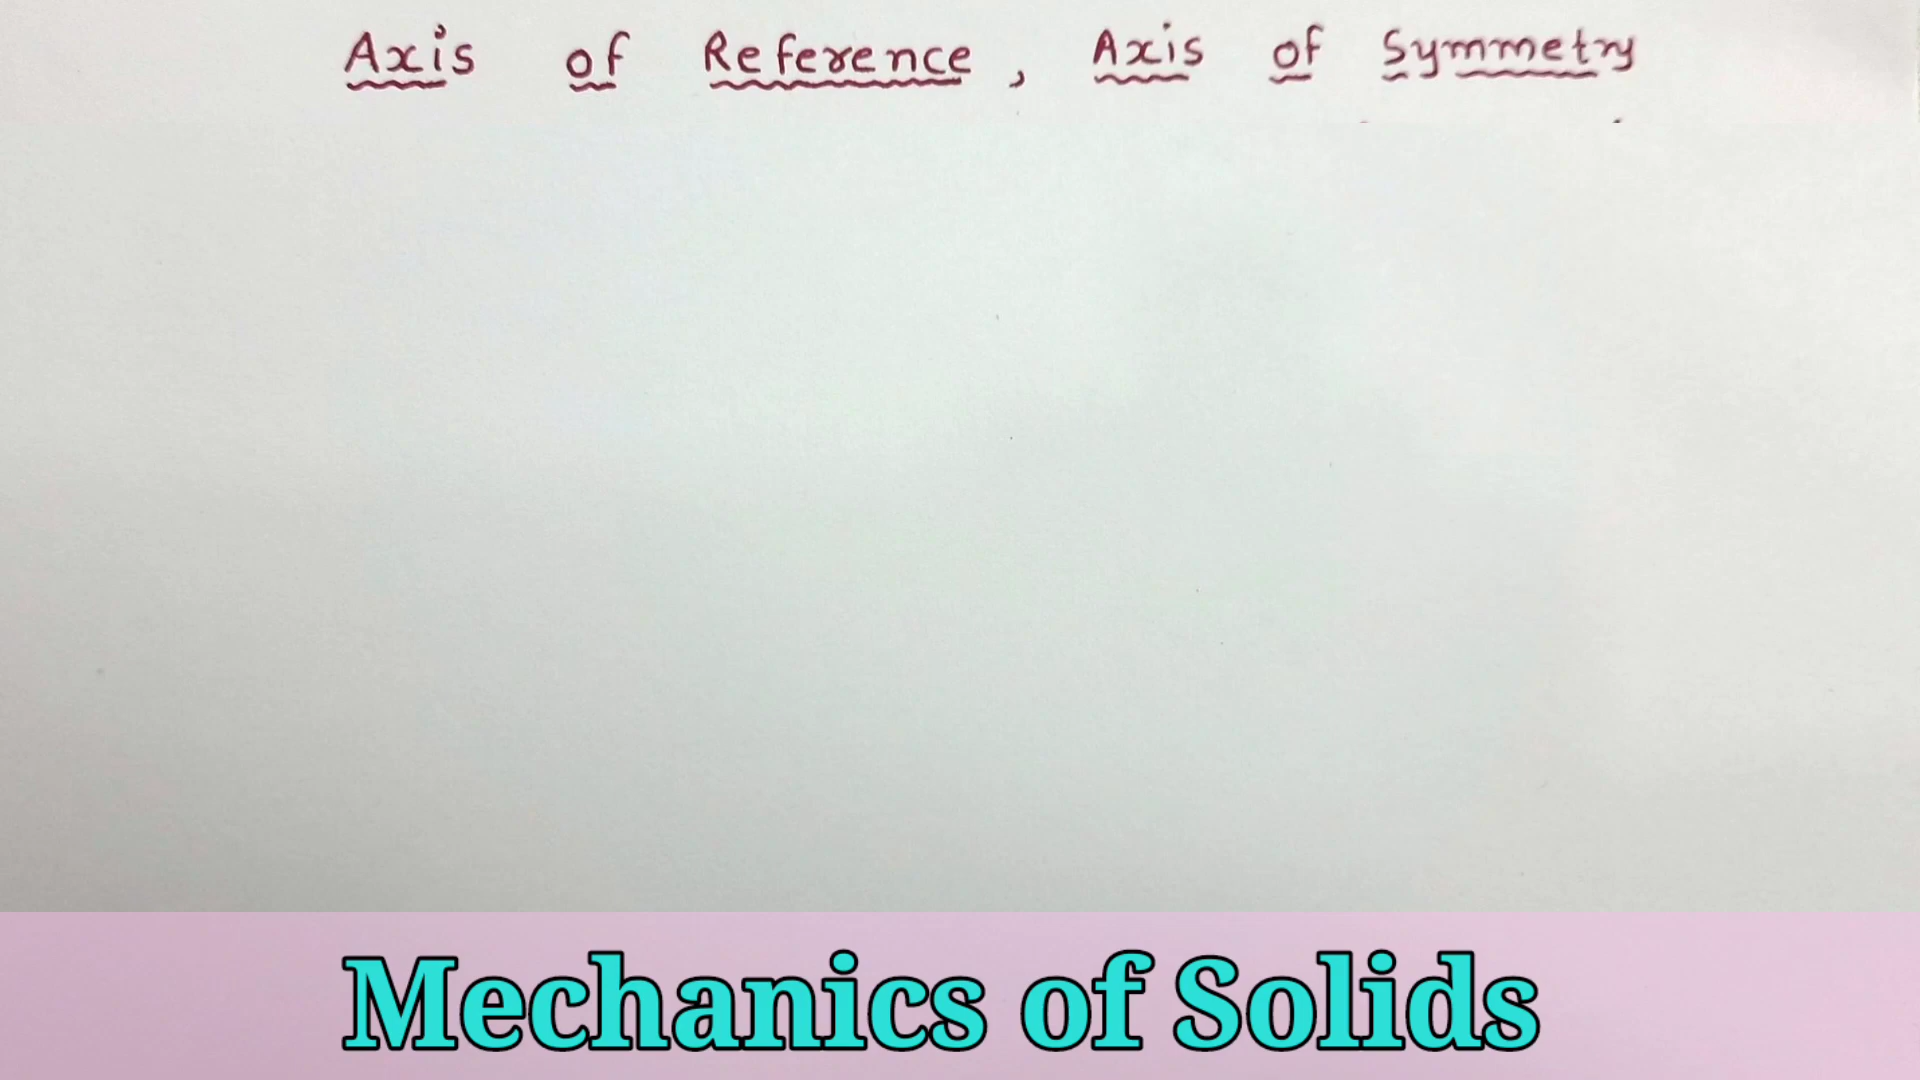 Axis of Reference, Axis of Symmetry
Mechanics of Solids